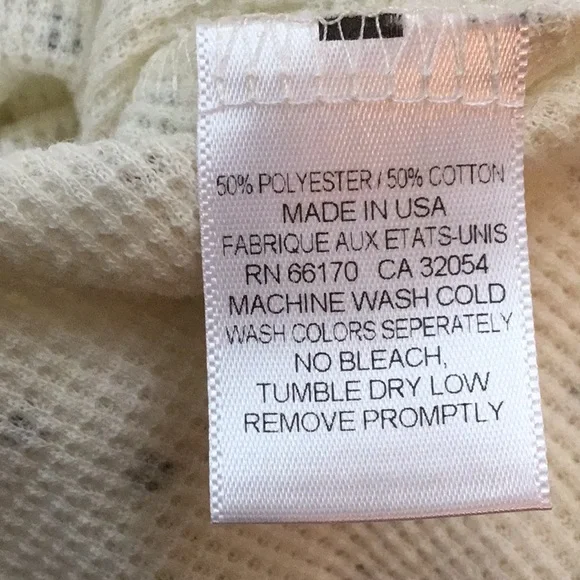 50% POLYESTER / 50% COTTON
MADE IN USA
FABRIQUE AUX ETATS-UNIS
RN 66170 CA 32054
MACHINE WASH COLD
WASH COLORS SEPERATELY
NO BLEACH,
TUMBLE DRY LOW
REMOVE PROMPTLY